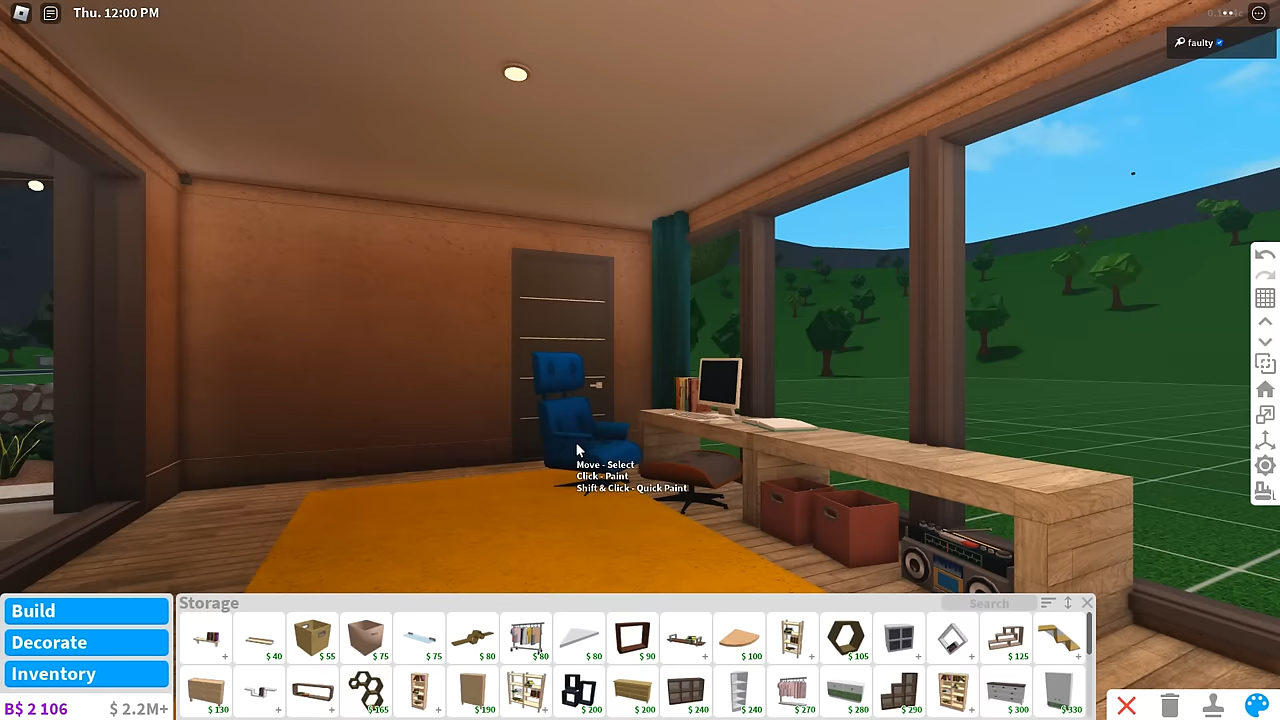 Thu. 12:00 PM
faulty
Move - Select
Click - Paint
Shift & Click - Quick Paint
Build
Decorate
Inventory
B$ 2 106
$ 2.2M+
Storage
Search
+ $ 40 $ 55 $ 75 $ 75 $ 80 $ 80 $ 80 $ 90 + $ 100 + $ 105 + + $ 125 +
$ 130 + + $ 165 + $ 190 + $ 200 $ 200 $ 240 $ 240 $ 270 $ 280 $ 290 + $ 300 $ 330